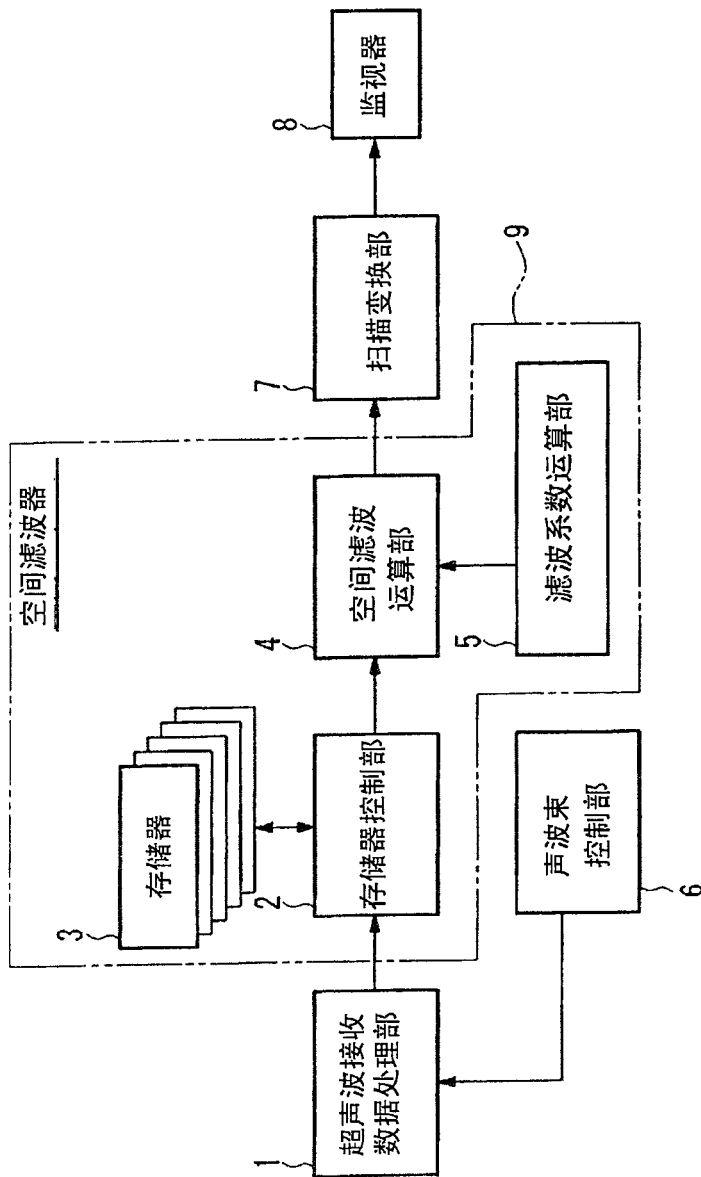 空间滤波器
3
存储器
1
超声波接收
数据处理部
2
存储器控制部
4
空间滤波
运算部
7
扫描变换部
8
监视器
6
声波束
控制部
5
滤波系数运算部
9